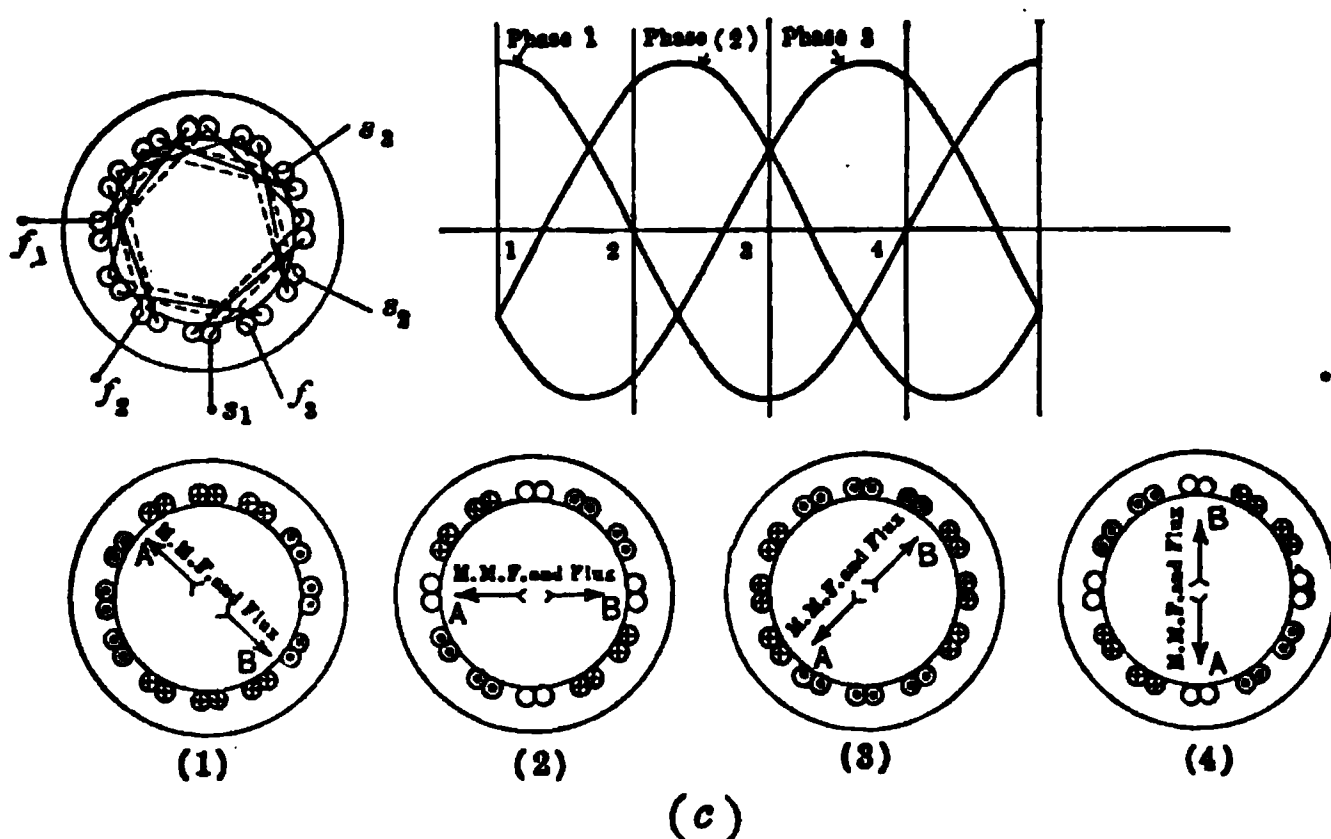 Phase 1 Phase (2) Phase 3
s3
f1
s2
f2 s1 f3
1 2 3 4
M.M.F. and Flux
A B
M.M.F. and Flux
A B
M.M.F. and Flux
A B
M.M.F. and Flux
B A
(1) (2) (3) (4)
(c)